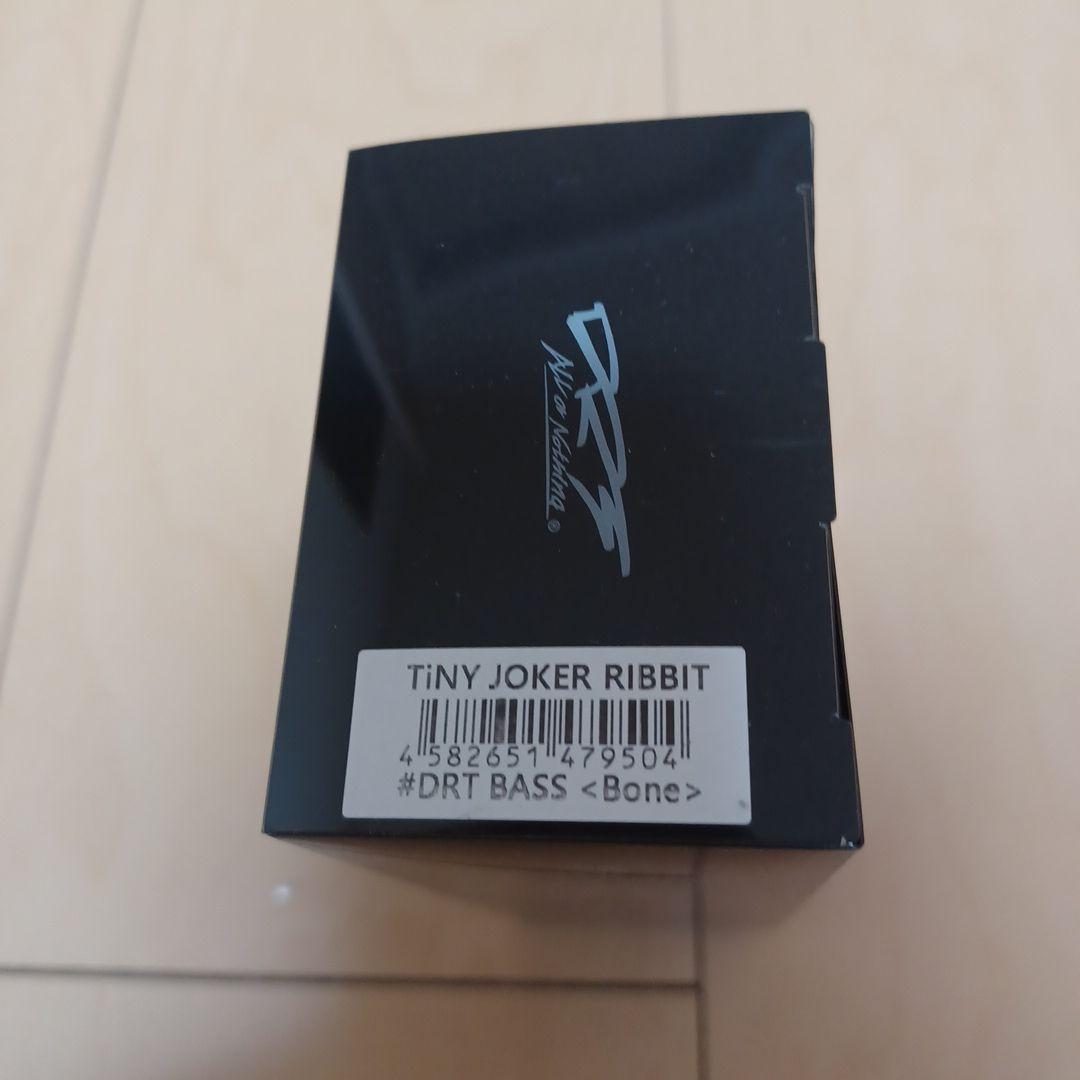 DRT
All or Nothing ®
TiNY JOKER RIBBIT
4 582651 479504
#DRT BASS <Bone>